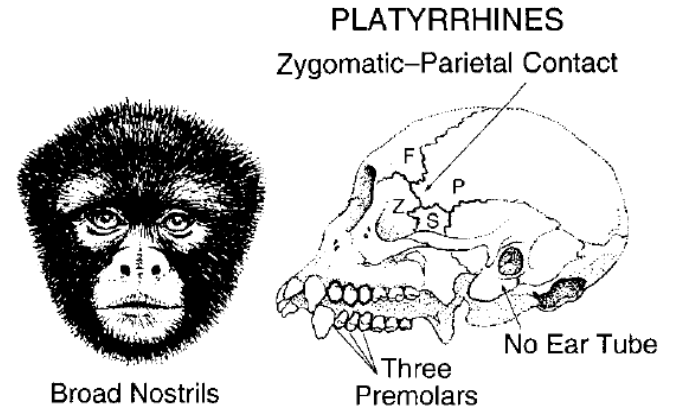 PLATYRRHINES
Zygomatic–Parietal Contact
F
P
Z
S
No Ear Tube
Three
Premolars
Broad Nostrils